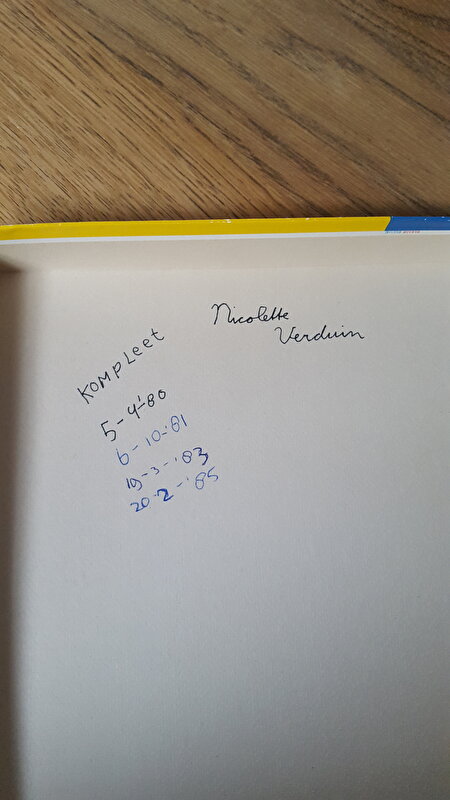 Nicolette
Verduin
Kompleet
5-4-'80
6-10-'81
19-3-'83
20-2-'85